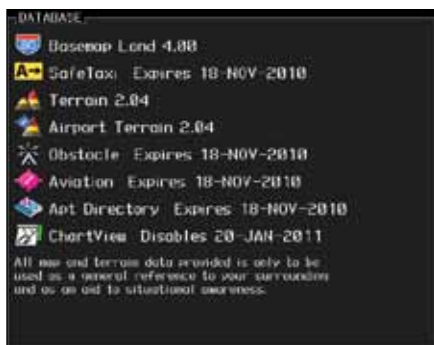 DATABASE
Basemap Land 4.00
A→ SafeTaxi Expires 18-NOV-2010
Terrain 2.04
Airport Terrain 2.04
Obstacle Expires 18-NOV-2010
Aviation Expires 18-NOV-2010
Apt Directory Expires 18-NOV-2010
ChartView Disables 20-JAN-2011
All map and terrain data provided is only to be
used as a general reference to your surroundings
and as an aid to situational awareness.